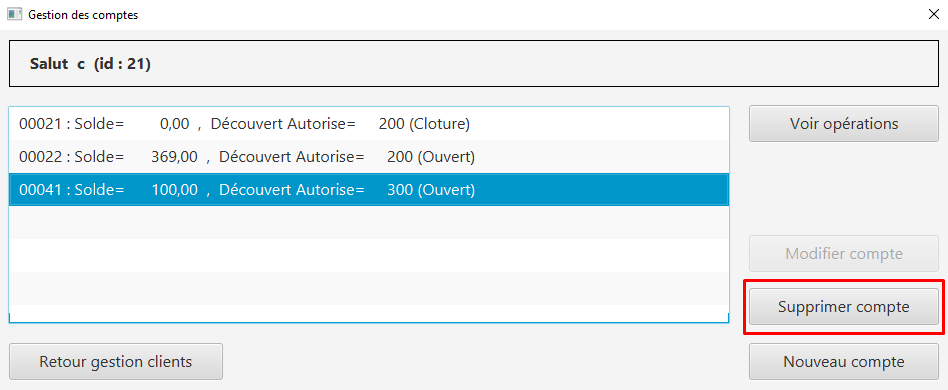 Gestion des comptes
Salut c (id : 21)
00021 : Solde= 0,00 , Découvert Autorise= 200 (Cloture)
00022 : Solde= 369,00 , Découvert Autorise= 200 (Ouvert)
00041 : Solde= 100,00 , Découvert Autorise= 300 (Ouvert)
Voir opérations
Modifier compte
Supprimer compte
Retour gestion clients
Nouveau compte